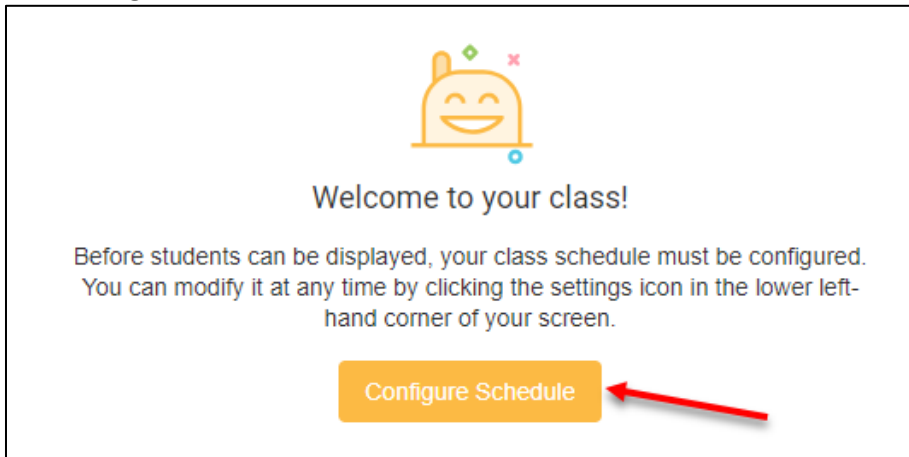 Welcome to your class!
Before students can be displayed, your class schedule must be configured.
You can modify it at any time by clicking the settings icon in the lower left-
hand corner of your screen.
Configure Schedule